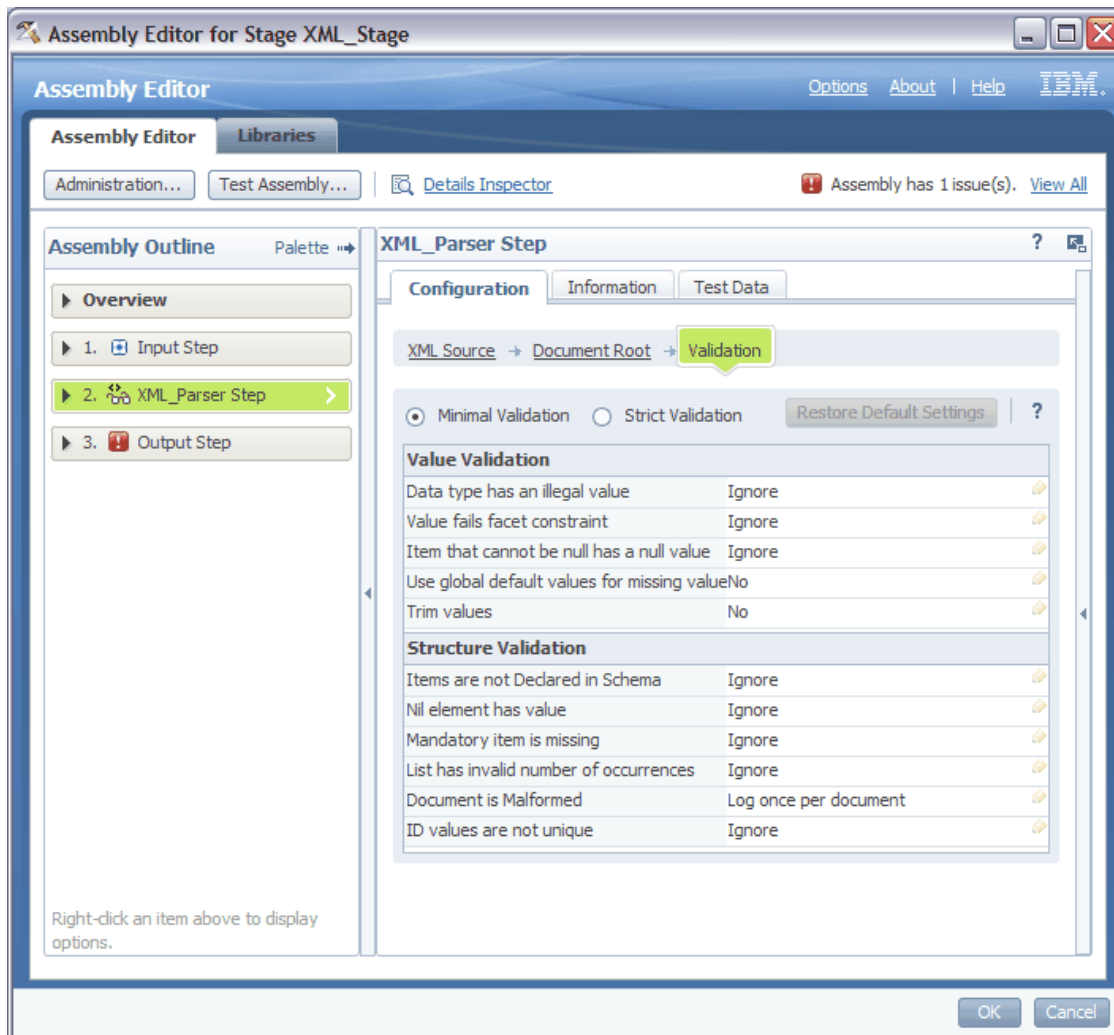 Assembly Editor for Stage XML_Stage
Assembly Editor
Options About | Help IBM.
Assembly Editor Libraries
Administration... Test Assembly... Details Inspector Assembly has 1 issue(s). View All
Assembly Outline Palette
XML_Parser Step ?
Overview
1. Input Step
2. XML_Parser Step
3. Output Step
Right-click an item above to display
options.
Configuration Information Test Data
XML Source Document Root Validation
Minimal Validation Strict Validation Restore Default Settings ?
Value Validation
Data type has an illegal value Ignore
Value fails facet constraint Ignore
Item that cannot be null has a null value Ignore
Use global default values for missing value No
Trim values No
Structure Validation
Items are not Declared in Schema Ignore
Nil element has value Ignore
Mandatory item is missing Ignore
List has invalid number of occurrences Ignore
Document is Malformed Log once per document
ID values are not unique Ignore
OK Cancel